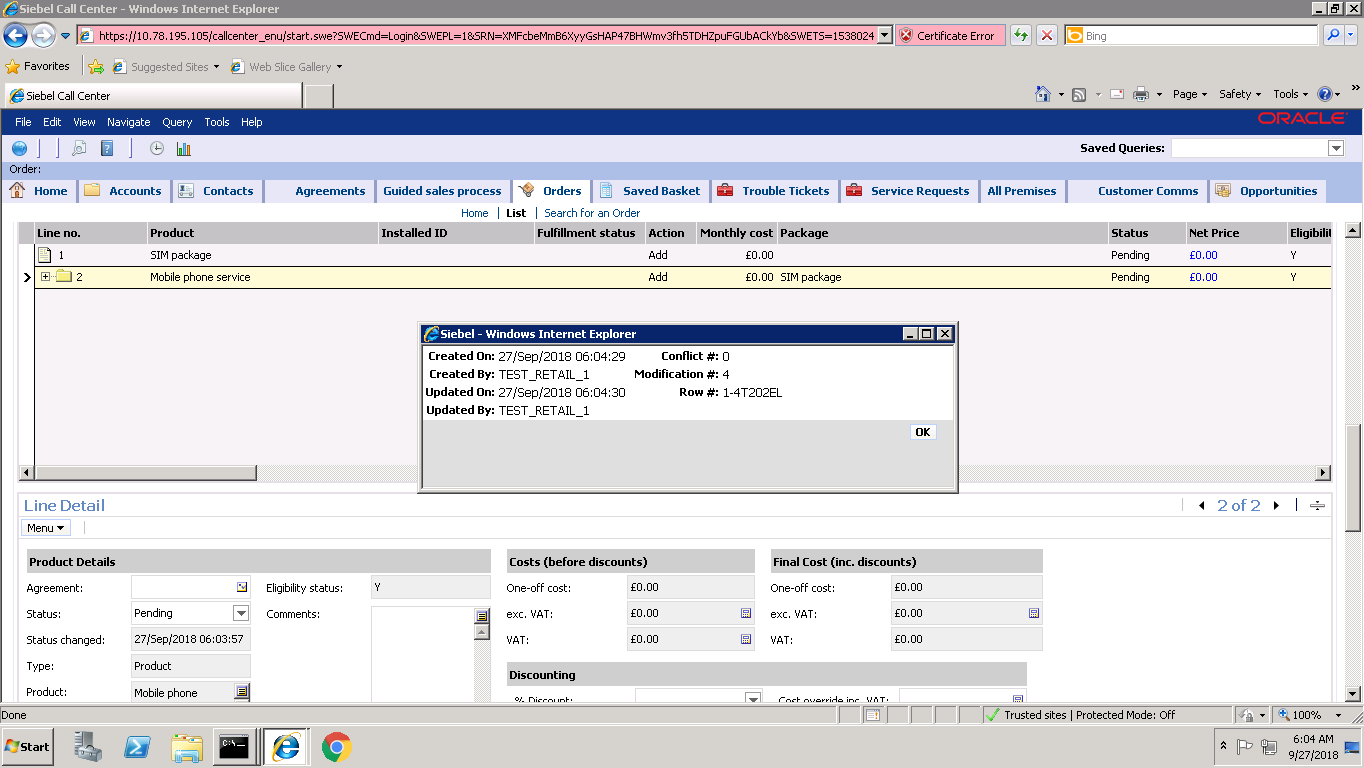 Siebel Call Center - Windows Internet Explorer
https://10.78.195.105/callcenter_enu/start.swe?SWECmd=Login&SWEPL=1&SRN=XMFcbeMmB6XyyGsHAP47BHWmv3fh5TDHZpuFGUbACkYb&SWETS=1538024 Certificate Error Bing
Favorites Suggested Sites Web Slice Gallery
Siebel Call Center Page Safety Tools
File Edit View Navigate Query Tools Help ORACLE
Saved Queries:
Order:
Home Accounts Contacts Agreements Guided sales process Orders Saved Basket Trouble Tickets Service Requests All Premises Customer Comms Opportunities
Home List Search for an Order
Line no. Product Installed ID Fulfillment status Action Monthly cost Package Status Net Price Eligibilit
1 SIM package Add £0.00 Pending £0.00 Y
2 Mobile phone service Add £0.00 SIM package Pending £0.00 Y
Siebel - Windows Internet Explorer
Created On: 27/Sep/2018 06:04:29 Conflict #: 0
Created By: TEST_RETAIL_1 Modification #: 4
Updated On: 27/Sep/2018 06:04:30 Row #: 1-4T202EL
Updated By: TEST_RETAIL_1
OK
Line Detail 2 of 2
Menu
Product Details Costs (before discounts) Final Cost (inc. discounts)
Agreement: Eligibility status: Y One-off cost: £0.00 One-off cost: £0.00
Status: Pending Comments: exc. VAT: £0.00 exc. VAT: £0.00
Status changed: 27/Sep/2018 06:03:57 VAT: £0.00 VAT: £0.00
Type: Product
Discounting
Product: Mobile phone
% Discount: Cost override inc. VAT:
Done Trusted sites | Protected Mode: Off 100%
Start C:\. 6:04 AM
9/27/2018